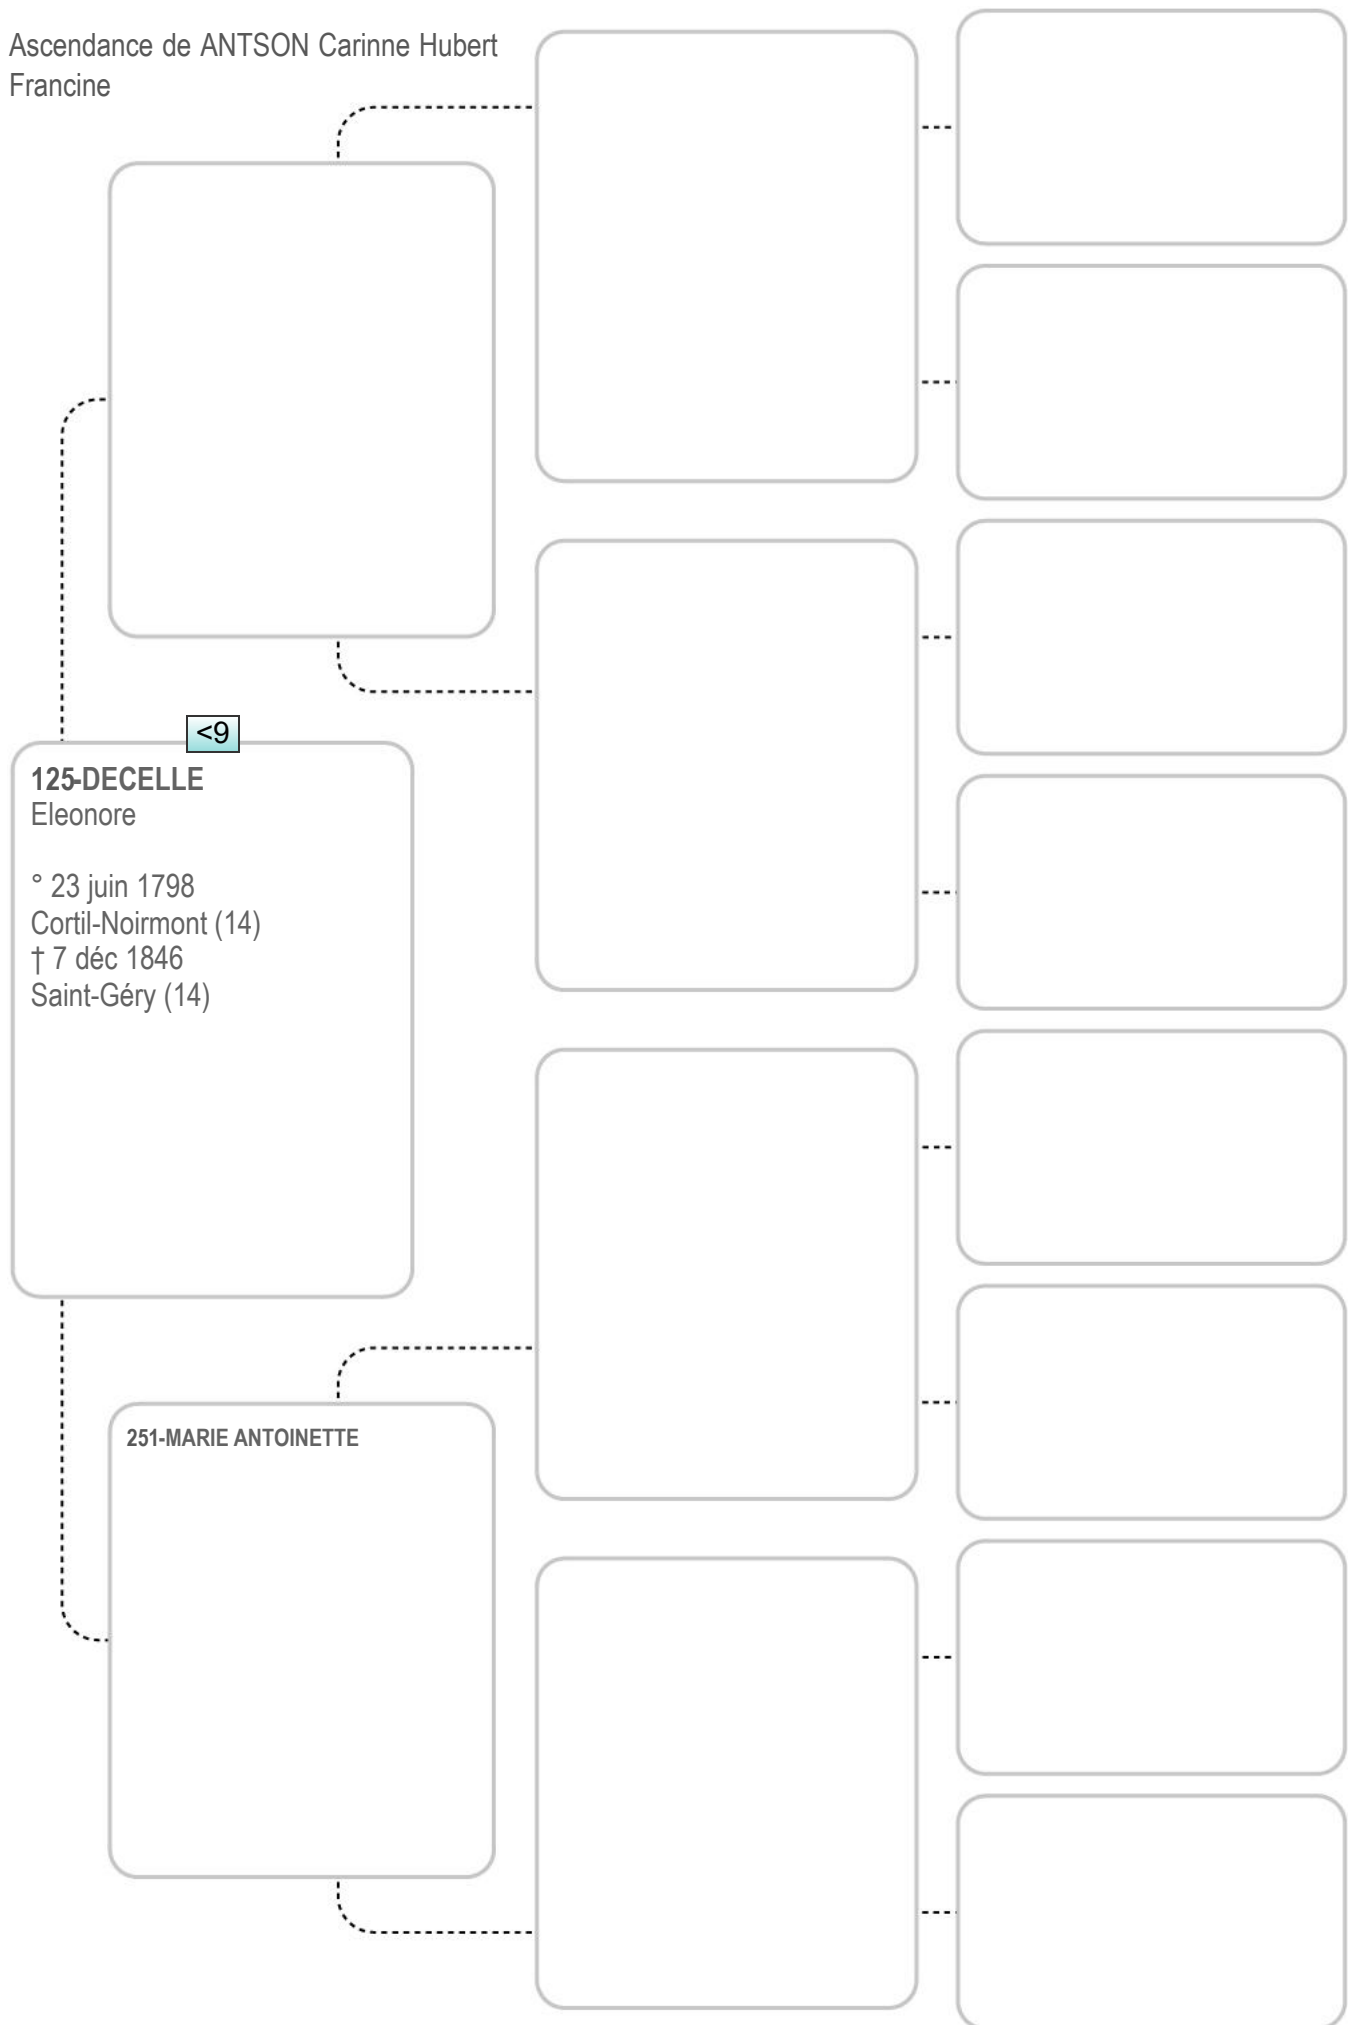 Ascendance de ANTSON Carinne Hubert
Francine
<9
125-DECELLE
Eleonore
° 23 juin 1798
Cortil-Noirmont (14)
† 7 déc 1846
Saint-Géry (14)
251-MARIE ANTOINETTE